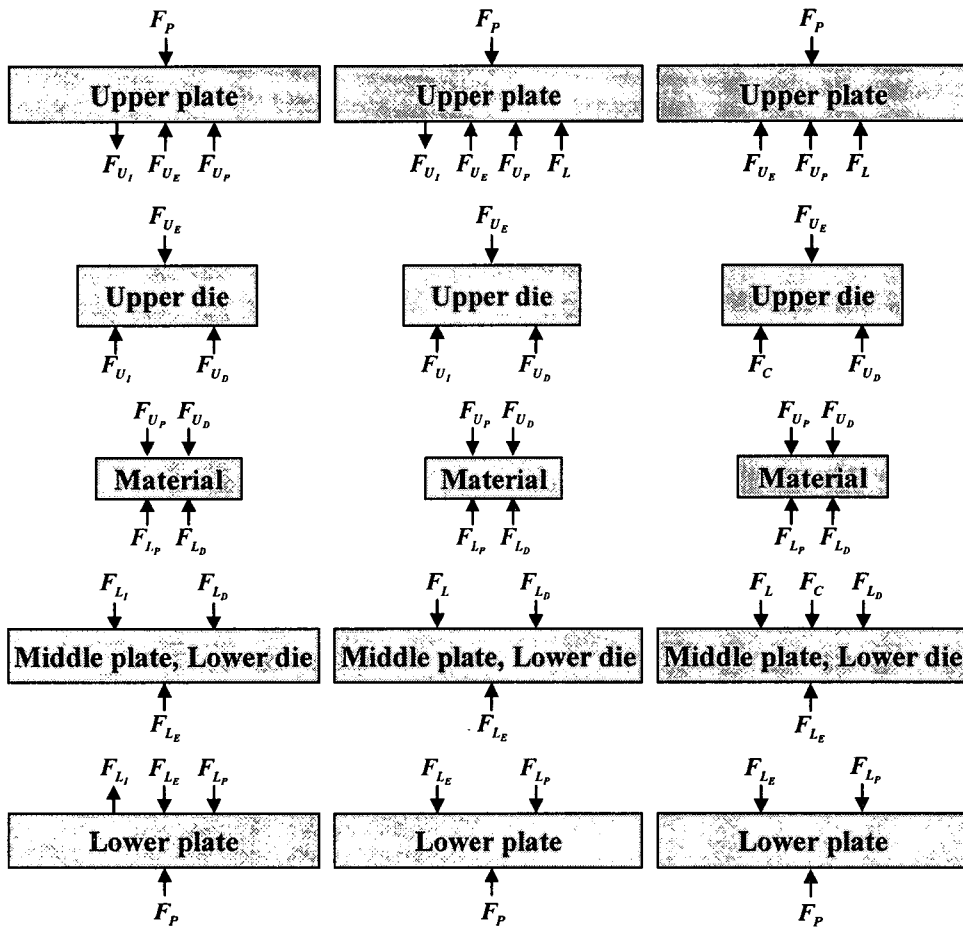 F_P F_P F_P
Upper plate Upper plate Upper plate
F_{U_I} F_{U_E} F_{U_P} F_{U_I} F_{U_E} F_{U_P} F_L F_{U_E} F_{U_P} F_L
F_{U_E} F_{U_E} F_{U_E}
Upper die Upper die Upper die
F_{U_I} F_{U_D} F_{U_I} F_{U_D} F_C F_{U_D}
F_{U_P} F_{U_D} F_{U_P} F_{U_D} F_{U_P} F_{U_D}
Material Material Material
F_{L_P} F_{L_D} F_{L_P} F_{L_D} F_{L_P} F_{L_D}
F_{L_I} F_{L_D} F_L F_{L_D} F_L F_C F_{L_D}
Middle plate, Lower die Middle plate, Lower die Middle plate, Lower die
F_{L_E} F_{L_E} F_{L_E}
F_{L_I} F_{L_E} F_{L_P} F_{L_E} F_{L_P} F_{L_E} F_{L_P}
Lower plate Lower plate Lower plate
F_P F_P F_P